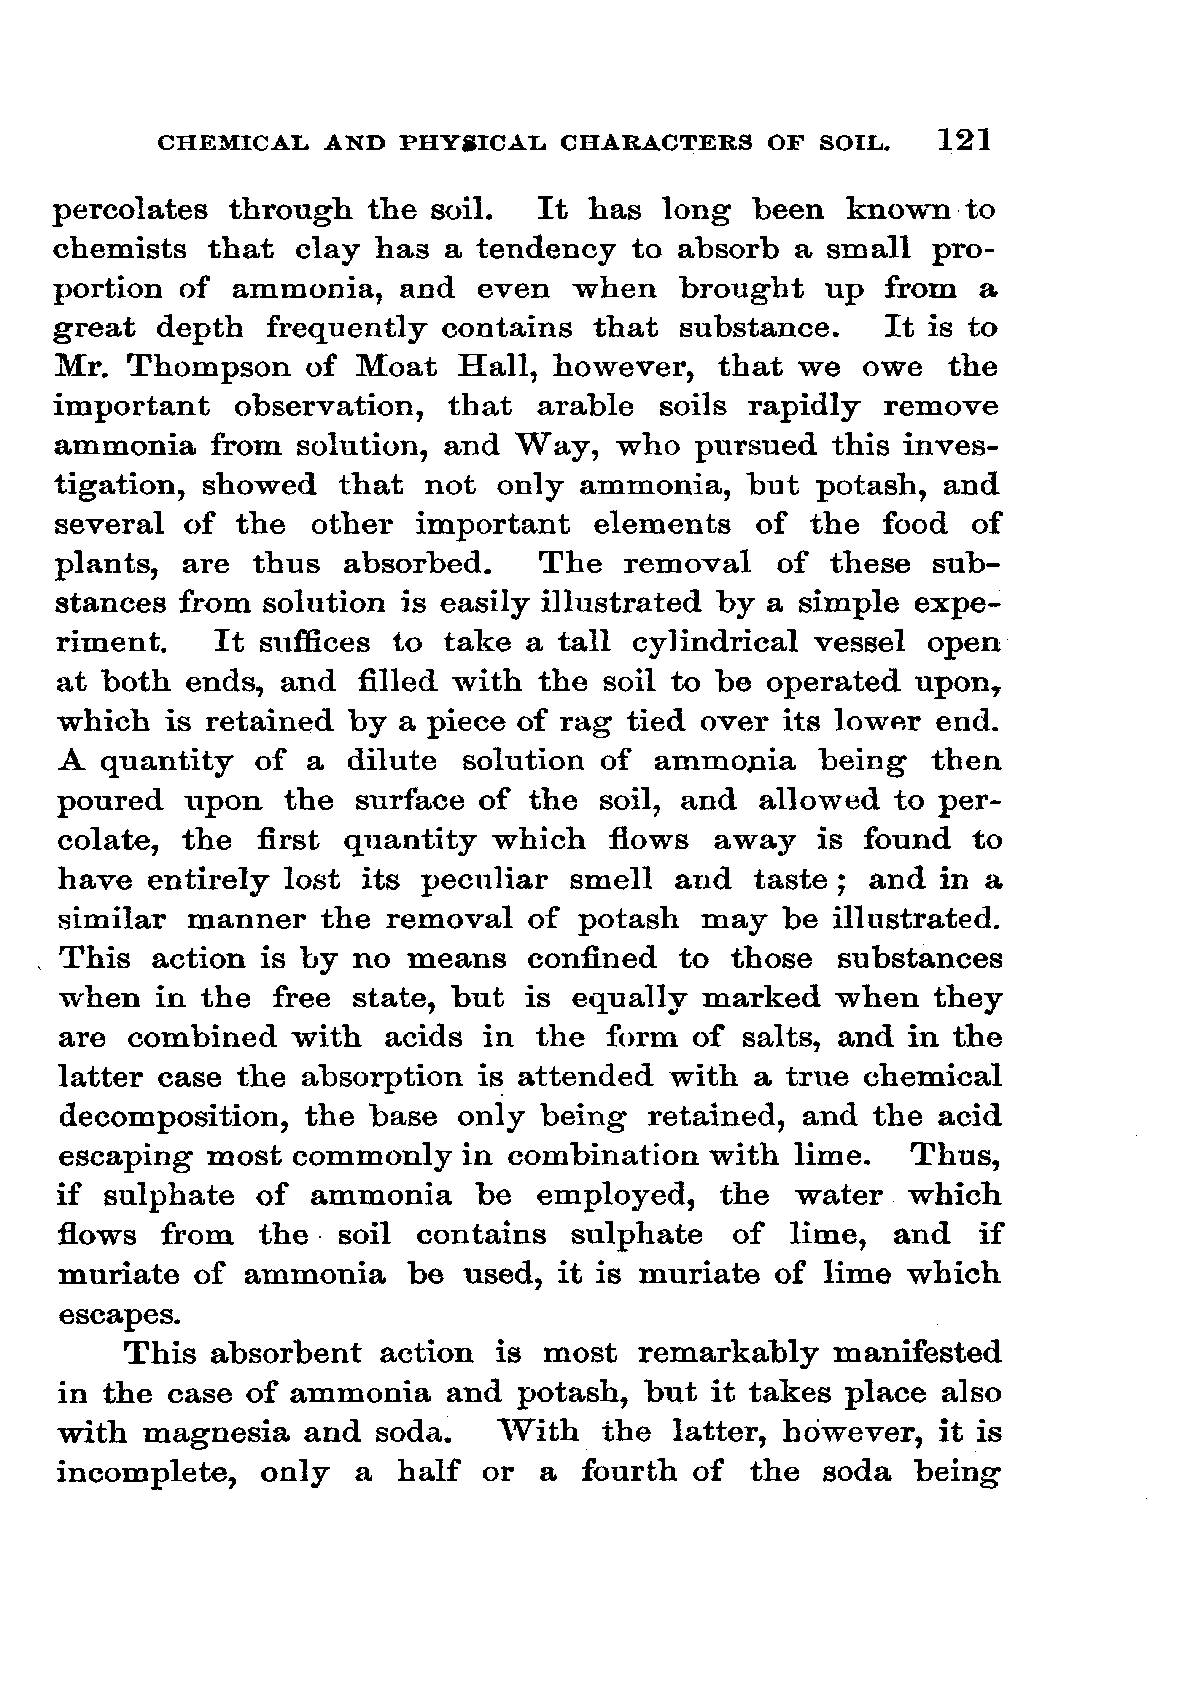 CHEMICAL AND PHYSICAL CHARACTERS OF SOIL. 121
percolates through the soil. It has long been known to
chemists that clay has a tendency to absorb a small pro-
portion of ammonia, and even when brought up from a
great depth frequently contains that substance. It is to
Mr. Thompson of Moat Hall, however, that we owe the
important observation, that arable soils rapidly remove
ammonia from solution, and Way, who pursued this inves-
tigation, showed that not only ammonia, but potash, and
several of the other important elements of the food of
plants, are thus absorbed. The removal of these sub-
stances from solution is easily illustrated by a simple expe-
riment. It suffices to take a tall cylindrical vessel open
at both ends, and filled with the soil to be operated upon,
which is retained by a piece of rag tied over its lower end.
A quantity of a dilute solution of ammonia being then
poured upon the surface of the soil, and allowed to per-
colate, the first quantity which flows away is found to
have entirely lost its peculiar smell and taste; and in a
similar manner the removal of potash may be illustrated.
This action is by no means confined to those substances
when in the free state, but is equally marked when they
are combined with acids in the form of salts, and in the
latter case the absorption is attended with a true chemical
decomposition, the base only being retained, and the acid
escaping most commonly in combination with lime. Thus,
if sulphate of ammonia be employed, the water which
flows from the soil contains sulphate of lime, and if
muriate of ammonia be used, it is muriate of lime which
escapes.
This absorbent action is most remarkably manifested
in the case of ammonia and potash, but it takes place also
with magnesia and soda. With the latter, however, it is
incomplete, only a half or a fourth of the soda being